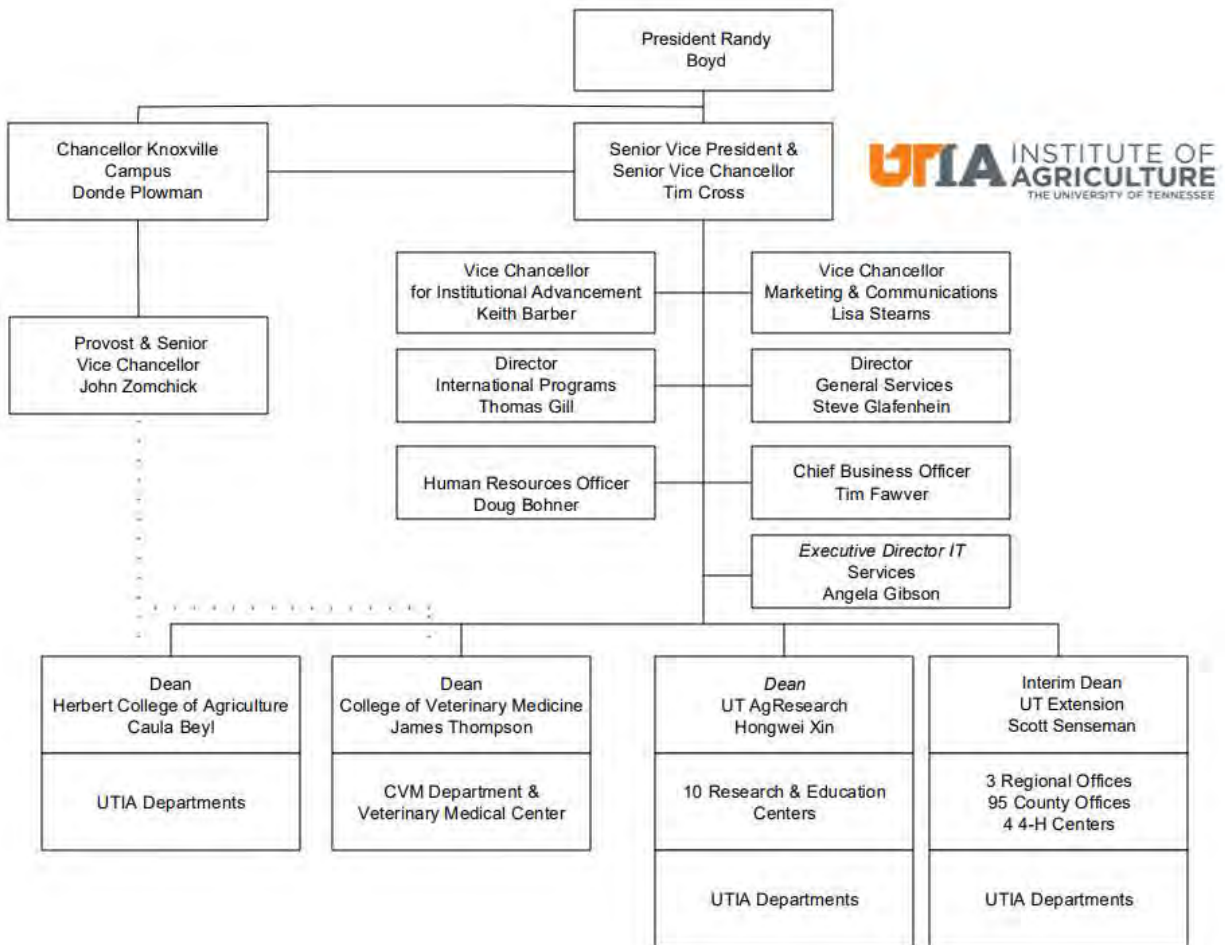 President Randy
Boyd
Chancellor Knoxville
Campus
Donde Plowman
Senior Vice President &
Senior Vice Chancellor
Tim Cross
UTIA INSTITUTE OF
AGRICULTURE
THE UNIVERSITY OF TENNESSEE
Vice Chancellor
for Institutional Advancement
Keith Barber
Vice Chancellor
Marketing & Communications
Lisa Stearns
Provost & Senior
Vice Chancellor
John Zomchick
Director
International Programs
Thomas Gill
Director
General Services
Steve Glafenhein
Human Resources Officer
Doug Bohner
Chief Business Officer
Tim Fawver
Executive Director IT
Services
Angela Gibson
Dean
Herbert College of Agriculture
Caula Beyl
UTIA Departments
Dean
College of Veterinary Medicine
James Thompson
CVM Department &
Veterinary Medical Center
Dean
UT AgResearch
Hongwei Xin
10 Research & Education
Centers
UTIA Departments
Interim Dean
UT Extension
Scott Senseman
3 Regional Offices
95 County Offices
4 4-H Centers
UTIA Departments